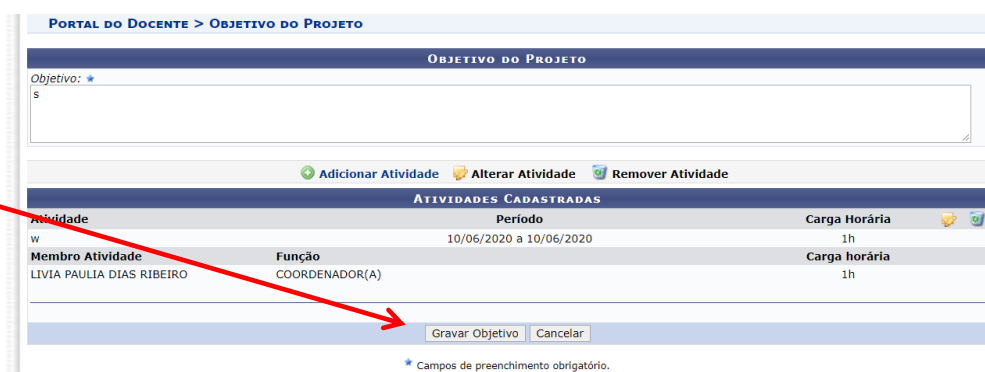 PORTAL DO DOCENTE > OBJETIVO DO PROJETO
OBJETIVO DO PROJETO
Objetivo:
s
Adicionar Atividade Alterar Atividade Remover Atividade
ATIVIDADES CADASTRADAS
Atividade Período Carga Horária
w 10/06/2020 a 10/06/2020 1h
Membro Atividade Função Carga horária
LIVIA PAULIA DIAS RIBEIRO COORDENADOR(A) 1h
Gravar Objetivo Cancelar
Campos de preenchimento obrigatório.